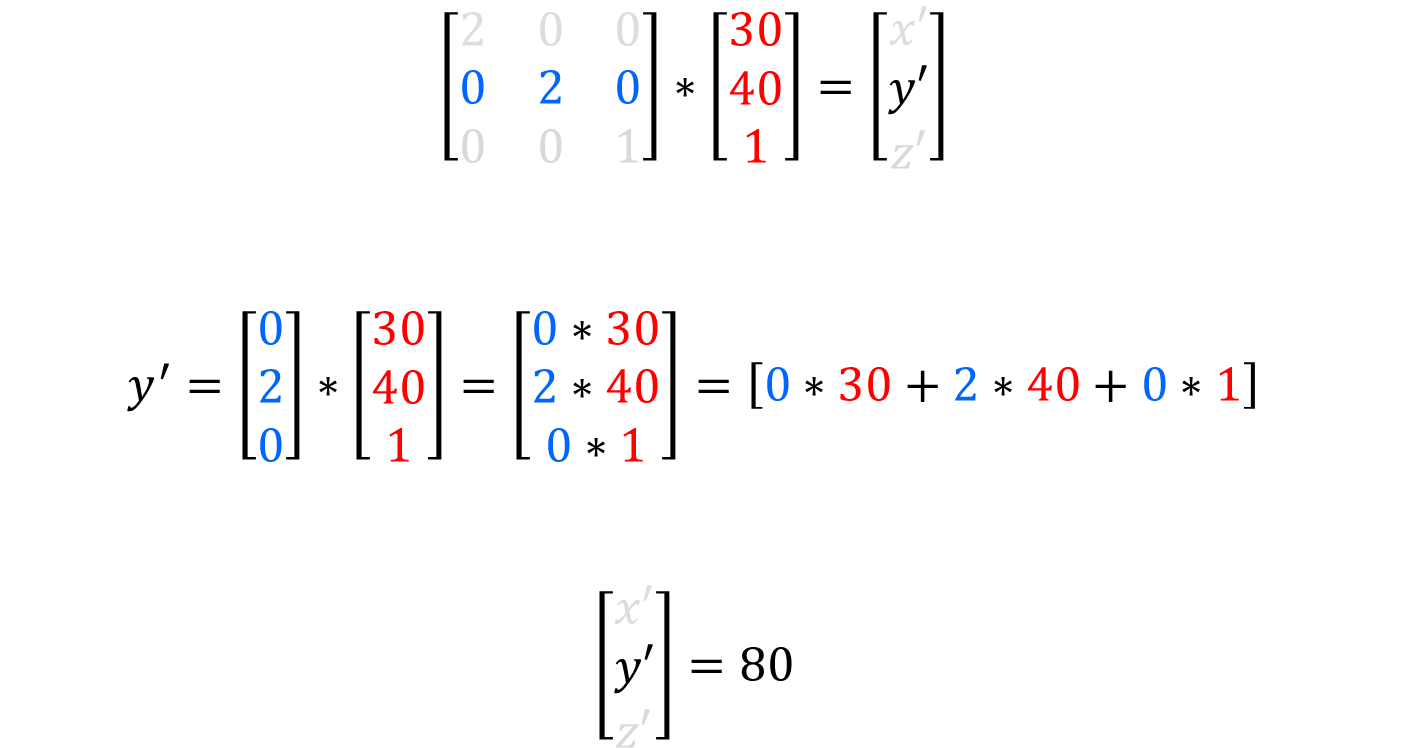 [2 0 0] [30] [x′]
[0 2 0] * [40] = [y′]
[0 0 1] [1] [z′]
[0] [30] [0 * 30]
y′ = [2] * [40] = [2 * 40] = [0 * 30 + 2 * 40 + 0 * 1]
[0] [1] [0 * 1]
[x′]
[y′] = 80
[z′]